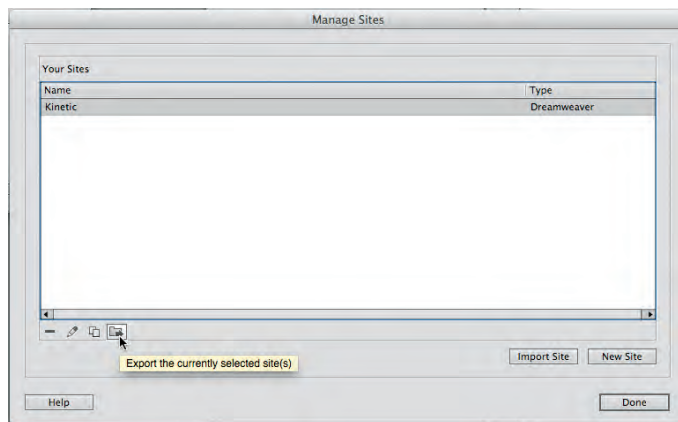 Manage Sites
Your Sites
Name Type
Kinetic Dreamweaver
Export the currently selected site(s)
Import Site New Site
Help Done